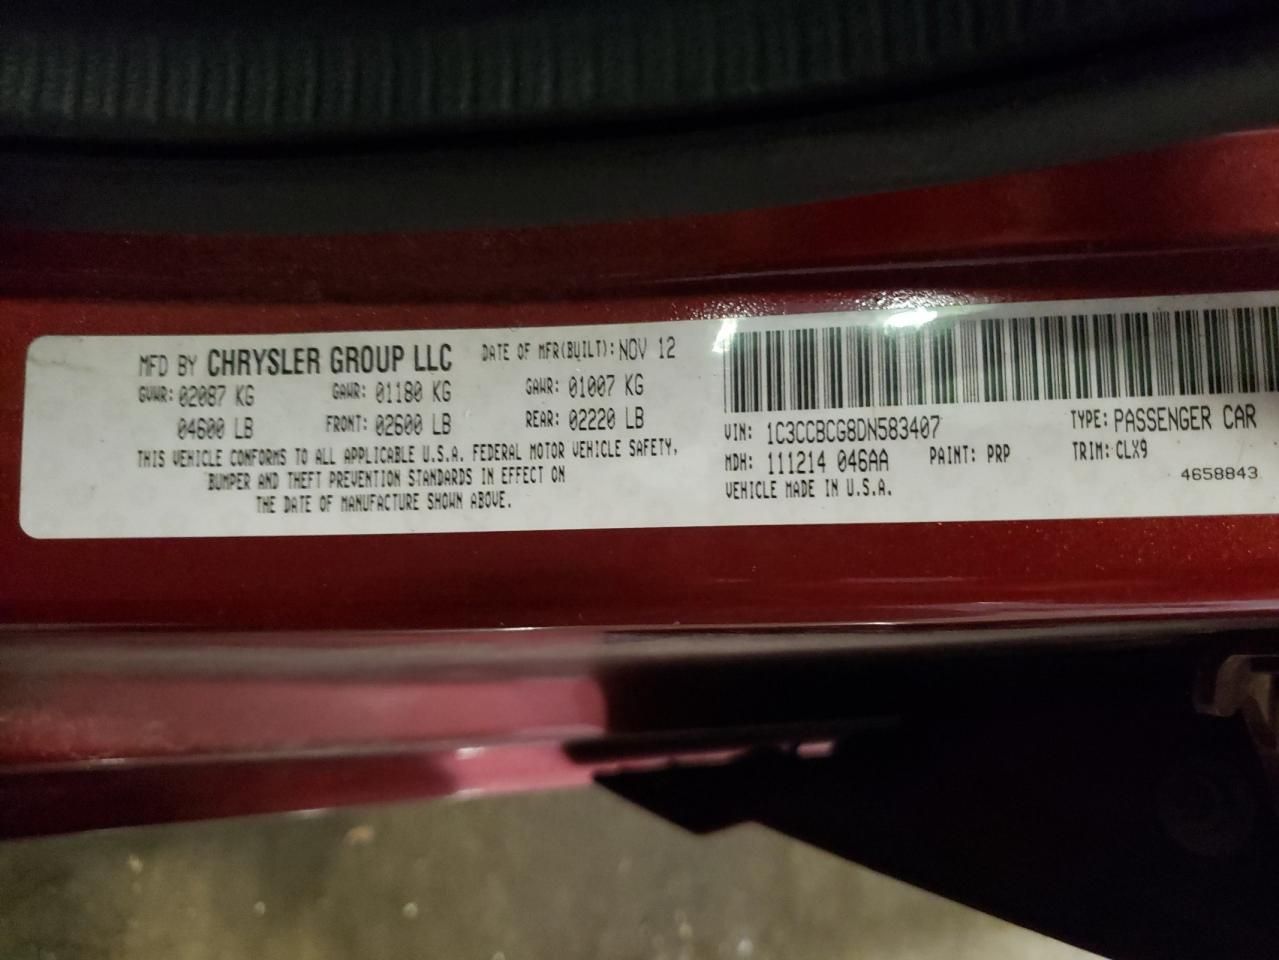 MFD BY CHRYSLER GROUP LLC DATE OF MFR(BUILT): NOV 12
GVWR: 02087 KG GAWR: 01180 KG GAWR: 01007 KG
04600 LB FRONT: 02600 LB REAR: 02220 LB
THIS VEHICLE CONFORMS TO ALL APPLICABLE U.S.A. FEDERAL MOTOR VEHICLE SAFETY,
BUMPER AND THEFT PREVENTION STANDARDS IN EFFECT ON
THE DATE OF MANUFACTURE SHOWN ABOVE.
VIN: 1C3CCBCG8DN583407 TYPE: PASSENGER CAR
MDH: 111214 046AA PAINT: PRP TRIM: CLX9
VEHICLE MADE IN U.S.A. 4658843